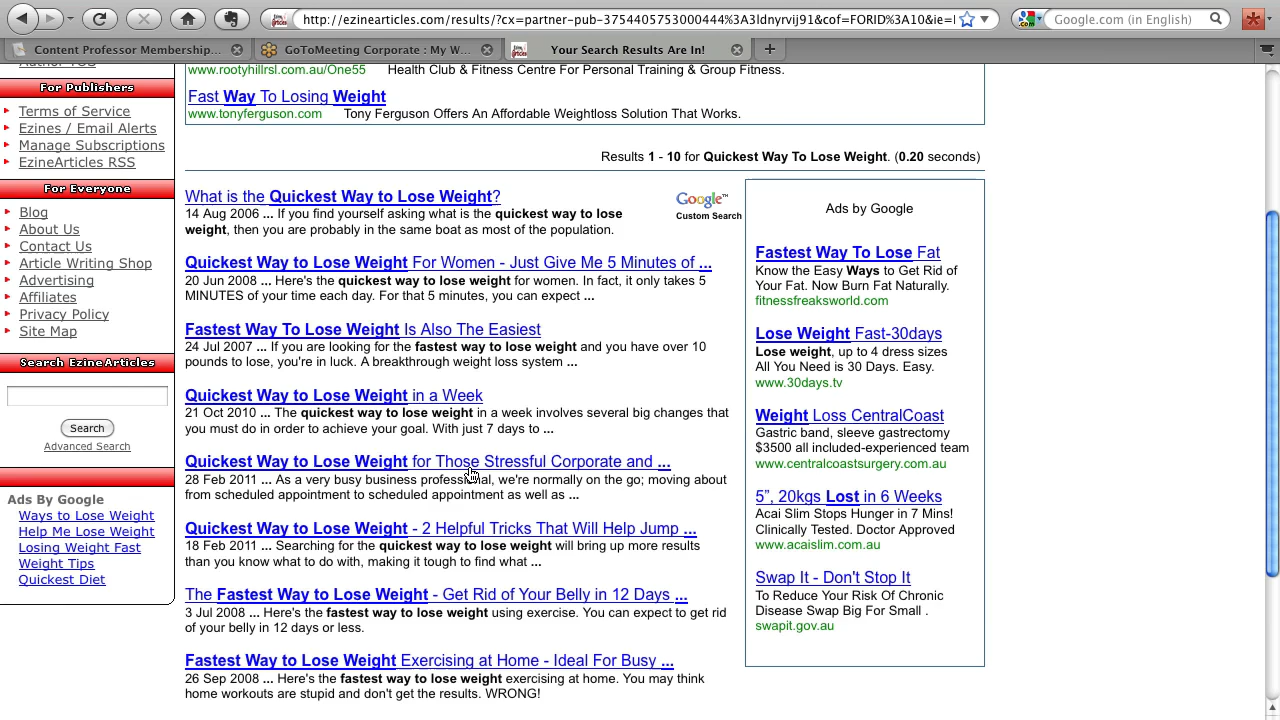 http://ezinearticles.com/results/?cx=partner-pub-3754405753000444%3Aldnyrvij91&cof=FORID%3A10&ie=I
Google.com (in English)
Content Professor Membership...
GoToMeeting Corporate : My W...
Your Search Results Are In!
For Publishers
Terms of Service
Ezines / Email Alerts
Manage Subscriptions
EzineArticles RSS
For Everyone
Blog
About Us
Contact Us
Article Writing Shop
Advertising
Affiliates
Privacy Policy
Site Map
Search EzineArticles
Search
Advanced Search
Ads By Google
Ways to Lose Weight
Help Me Lose Weight
Losing Weight Fast
Weight Tips
Quickest Diet
www.rootyhillrsl.com.au/One55 Health Club & Fitness Centre For Personal Training & Group Fitness.
Fast Way To Losing Weight
www.tonyferguson.com Tony Ferguson Offers An Affordable Weightloss Solution That Works.
Results 1 - 10 for Quickest Way To Lose Weight. (0.20 seconds)
What is the Quickest Way to Lose Weight?
14 Aug 2006 ... If you find yourself asking what is the quickest way to lose
weight, then you are probably in the same boat as most of the population.
Google™
Custom Search
Quickest Way to Lose Weight For Women - Just Give Me 5 Minutes of ...
20 Jun 2008 ... Here's the quickest way to lose weight for women. In fact, it only takes 5
MINUTES of your time each day. For that 5 minutes, you can expect ...
Fastest Way To Lose Weight Is Also The Easiest
24 Jul 2007 ... If you are looking for the fastest way to lose weight and you have over 10
pounds to lose, you're in luck. A breakthrough weight loss system ...
Quickest Way to Lose Weight in a Week
21 Oct 2010 ... The quickest way to lose weight in a week involves several big changes that
you must do in order to achieve your goal. With just 7 days to ...
Quickest Way to Lose Weight for Those Stressful Corporate and ...
28 Feb 2011 ... As a very busy business professional, we're normally on the go; moving about
from scheduled appointment to scheduled appointment as well as ...
Quickest Way to Lose Weight - 2 Helpful Tricks That Will Help Jump ...
18 Feb 2011 ... Searching for the quickest way to lose weight will bring up more results
than you know what to do with, making it tough to find what ...
The Fastest Way to Lose Weight - Get Rid of Your Belly in 12 Days ...
3 Jul 2008 ... Here's the fastest way to lose weight using exercise. You can expect to get rid
of your belly in 12 days or less.
Fastest Way to Lose Weight Exercising at Home - Ideal For Busy ...
26 Sep 2008 ... Here's the fastest way to lose weight exercising at home. You may think
home workouts are stupid and don't get the results. WRONG!
Ads by Google
Fastest Way To Lose Fat
Know the Easy Ways to Get Rid of
Your Fat. Now Burn Fat Naturally.
fitnessfreaksworld.com
Lose Weight Fast-30days
Lose weight, up to 4 dress sizes
All You Need is 30 Days. Easy.
www.30days.tv
Weight Loss CentralCoast
Gastric band, sleeve gastrectomy
$3500 all included-experienced team
www.centralcoastsurgery.com.au
5”, 20kgs Lost in 6 Weeks
Acai Slim Stops Hunger in 7 Mins!
Clinically Tested. Doctor Approved
www.acaislim.com.au
Swap It - Don't Stop It
To Reduce Your Risk Of Chronic
Disease Swap Big For Small .
swapit.gov.au